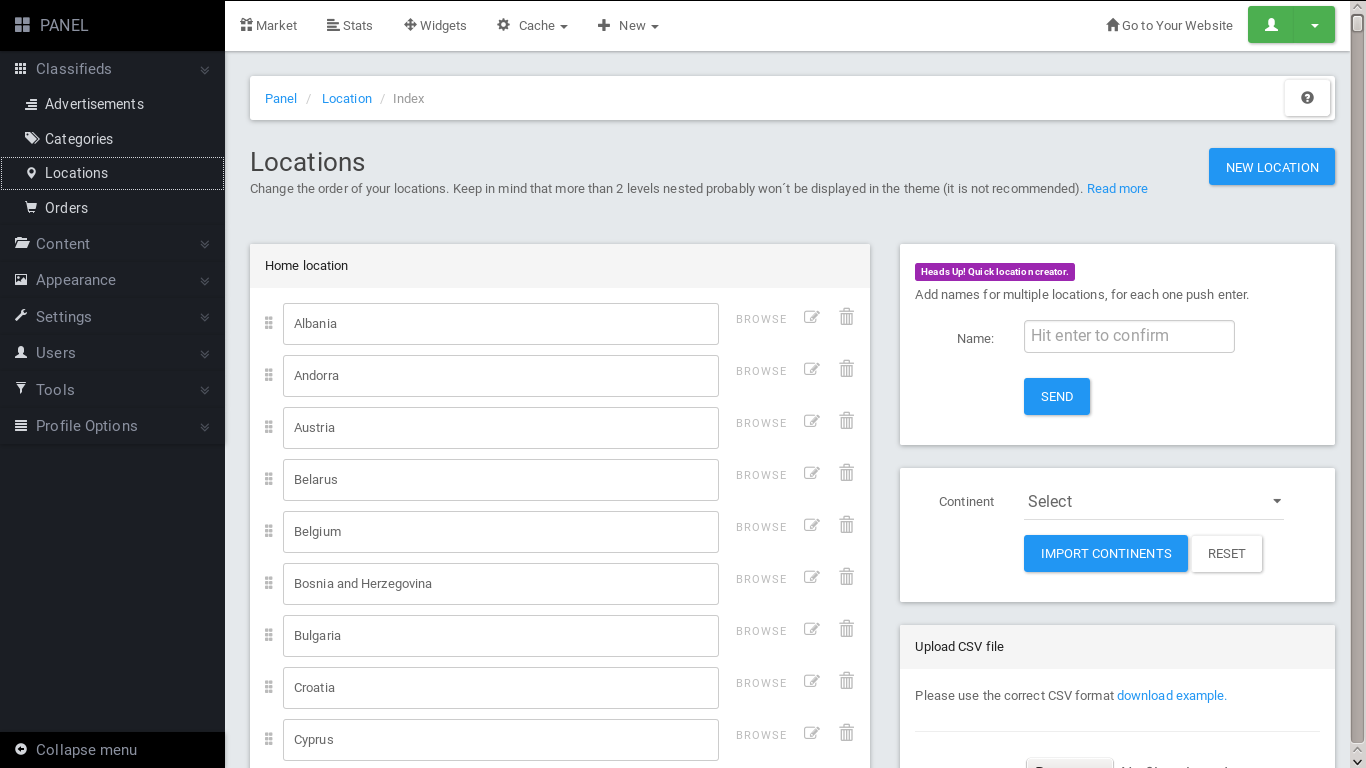 PANEL
Market
Stats
Widgets
Cache
New
Go to Your Website
Classifieds
Advertisements
Categories
Locations
Orders
Content
Appearance
Settings
Users
Tools
Profile Options
Collapse menu
Panel / Location / Index
Locations
NEW LOCATION
Change the order of your locations. Keep in mind that more than 2 levels nested probably won´t be displayed in the theme (it is not recommended). Read more
Home location
Albania BROWSE
Andorra BROWSE
Austria BROWSE
Belarus BROWSE
Belgium BROWSE
Bosnia and Herzegovina BROWSE
Bulgaria BROWSE
Croatia BROWSE
Cyprus BROWSE
Heads Up! Quick location creator.
Add names for multiple locations, for each one push enter.
Name: Hit enter to confirm
SEND
Continent Select
IMPORT CONTINENTS RESET
Upload CSV file
Please use the correct CSV format download example.